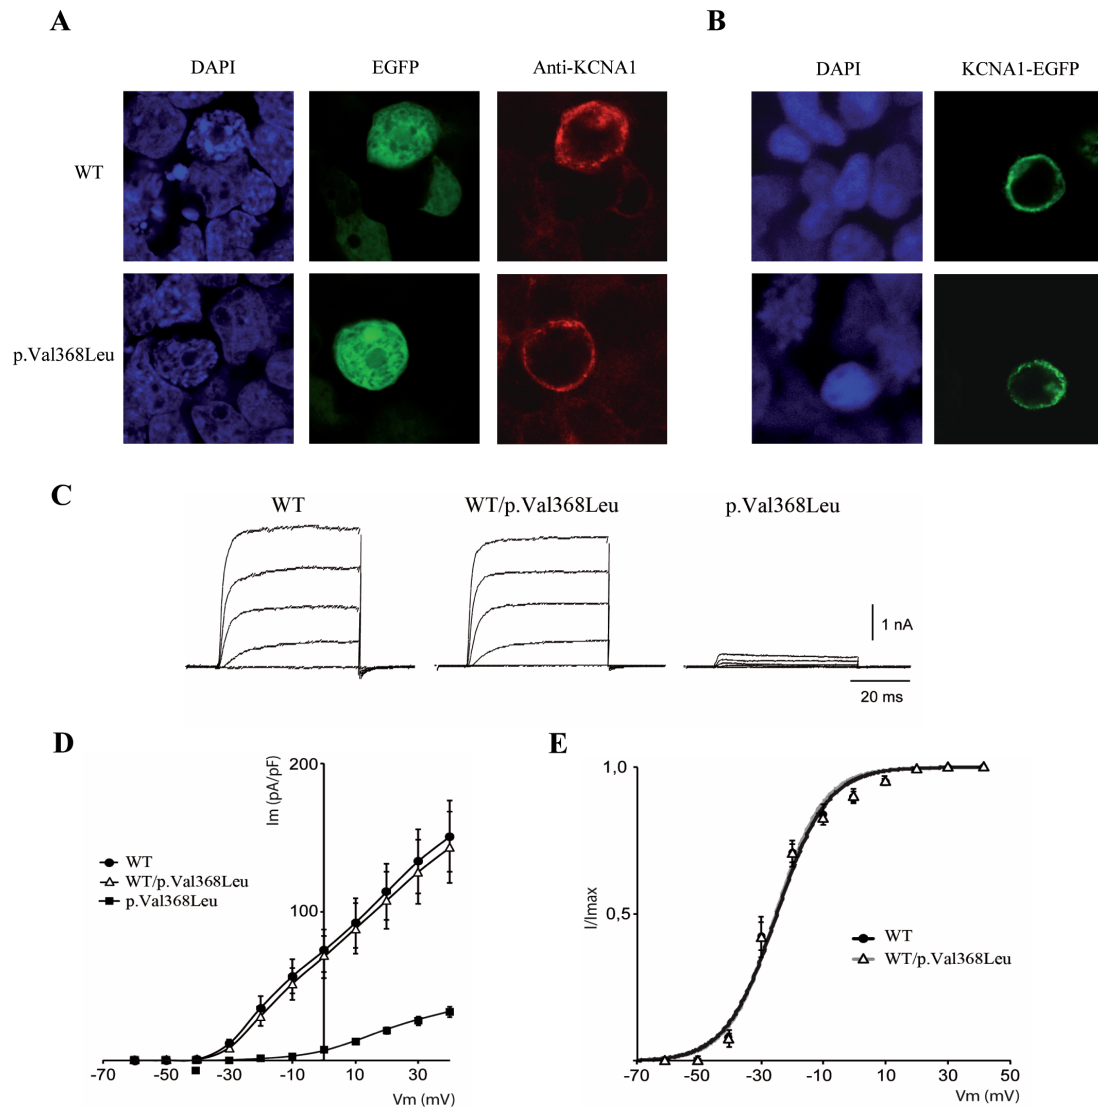 A
B
DAPI
EGFP
Anti-KCNA1
DAPI
KCNA1-EGFP
WT
p.Val368Leu
C
WT
WT/p.Val368Leu
p.Val368Leu
1 nA
20 ms
D
E
200
100
Im (pA/pF)
WT
WT/p.Val368Leu
p.Val368Leu
-70
-50
-30
-10
10
30
Vm (mV)
1,0
0,5
I/Imax
WT
WT/p.Val368Leu
-70
-50
-30
-10
10
30
50
Vm (mV)